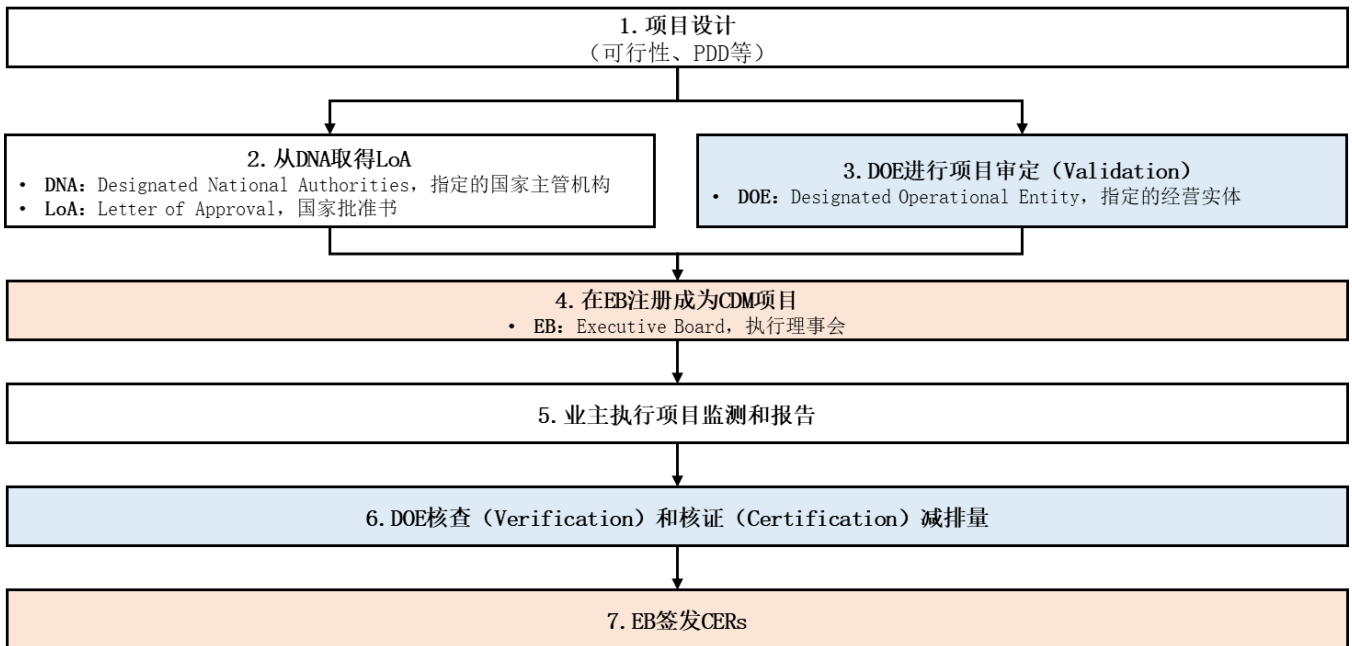 1.项目设计
（可行性、PDD等）
2.从DNA取得LoA
• DNA：Designated National Authorities，指定的国家主管机构
• LoA：Letter of Approval，国家批准书
3.DOE进行项目审定（Validation）
• DOE：Designated Operational Entity，指定的经营实体
4.在EB注册成为CDM项目
• EB：Executive Board，执行理事会
5.业主执行项目监测和报告
6.DOE核查（Verification）和核证（Certification）减排量
7.EB签发CERs